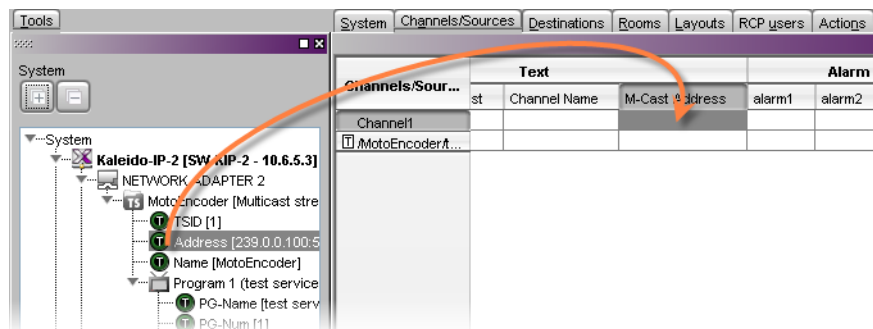 Tools
System
System Channels/Sources Destinations Rooms Layouts RCP users Actions
Channels/Sour... Text Alarm
st Channel Name M-Cast Address alarm1 alarm2
Channel1
T /MotoEncoder/t...
System
Kaleido-IP-2 [SW KIP-2 - 10.6.5.3]
NETWORK ADAPTER 2
TS MotoEncoder [Multicast stre
T TSID [1]
T Address [239.0.0.100:5
T Name [MotoEncoder]
Program 1 (test service
T PG-Name [test serv
T PG-Num [1]